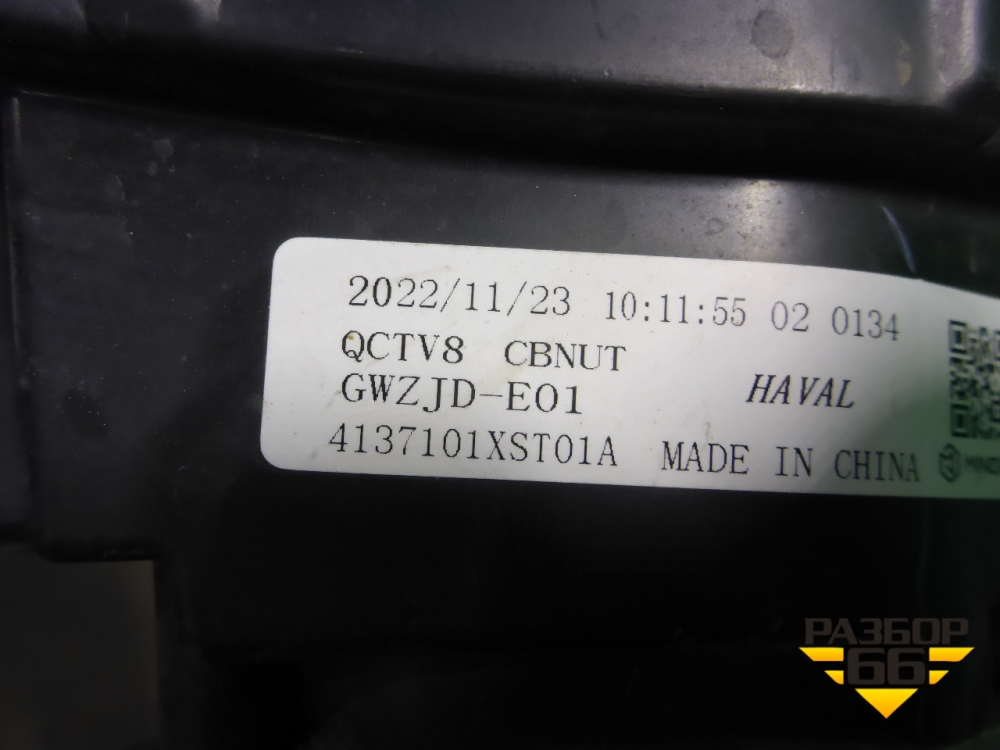 2022/11/23 10:11:55 02 0134
QCTV8 CBNUT
GWZJD-E01 HAVAL
4137101XST01A MADE IN CHINA
РАЗБОР
66